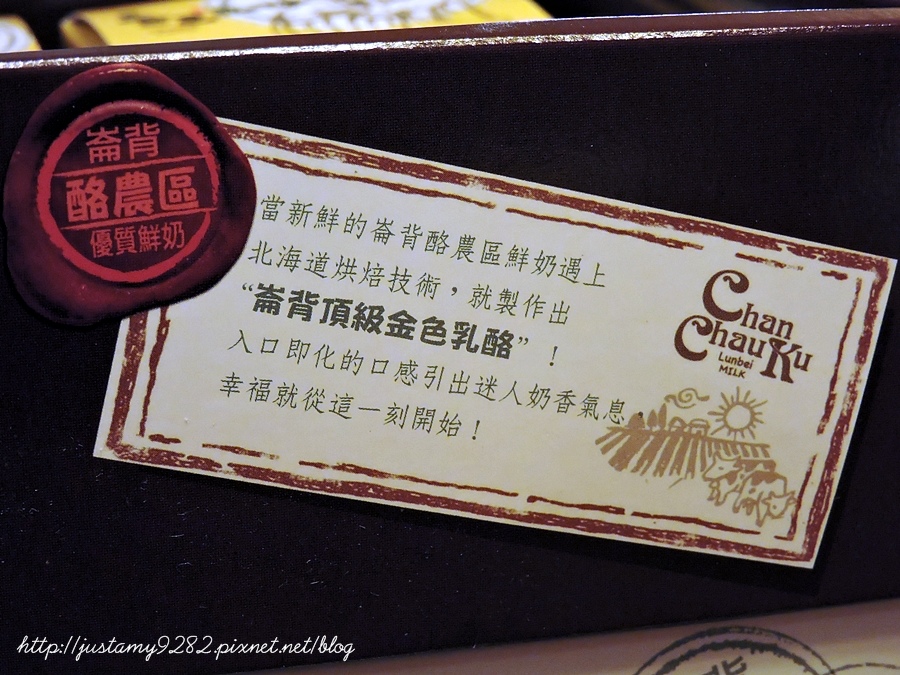 崙背
酪農區
優質鮮奶
當新鮮的崙背酪農區鮮奶遇上
北海道烘焙技術，就製作出
“崙背頂級金色乳酪”！
入口即化的口感引出迷人奶香氣息，
幸福就從這一刻開始！
Chan
Chau Ku
Lunbei
MILK
http://justamy9282.pixnet.net/blog
背